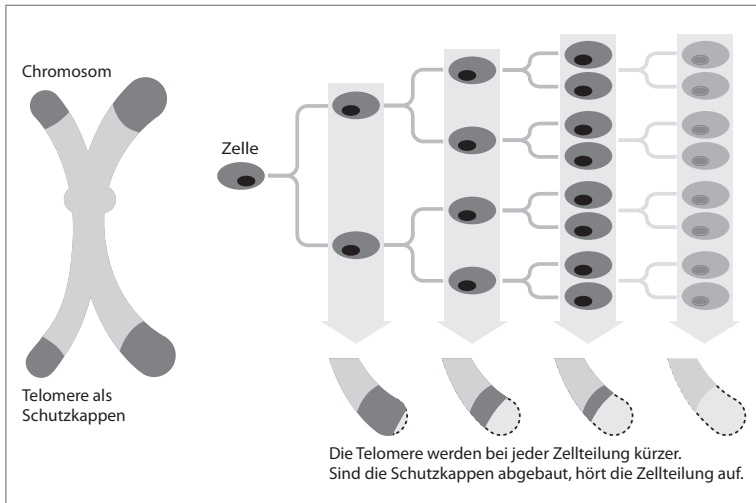 Chromosom
Zelle
Telomere als
Schutzkappen
Die Telomere werden bei jeder Zellteilung kürzer.
Sind die Schutzkappen abgebaut, hört die Zellteilung auf.